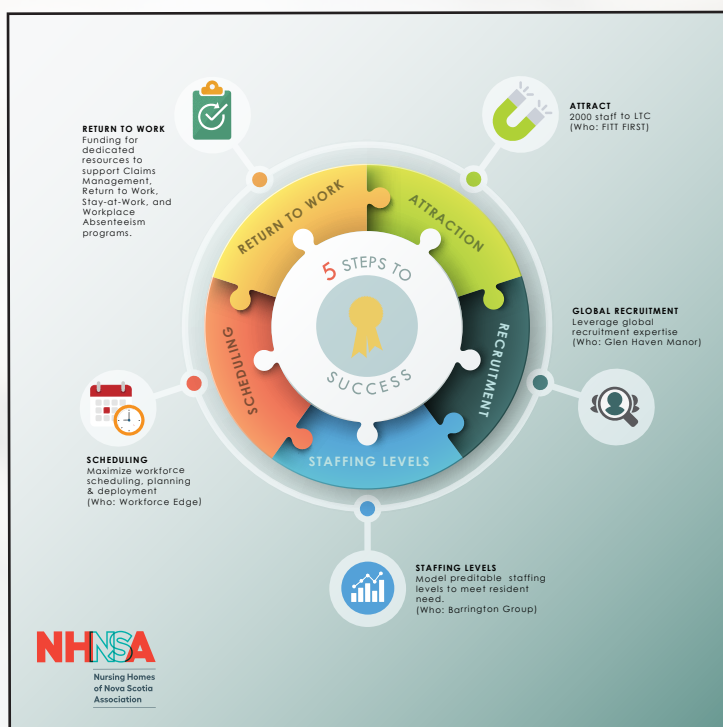 RETURN TO WORK
Funding for
dedicated
resources to
support Claims
Management,
Return to Work,
Stay-at-Work, and
Workplace
Absenteeism
programs.
ATTRACT
2000 staff to LTC
(Who: FITT FIRST)
RETURN TO WORK
ATTRACTION
RECRUITMENT
STAFFING LEVELS
SCHEDULING
5 STEPS TO
SUCCESS
GLOBAL RECRUITMENT
Leverage global
recruitment expertise
(Who: Glen Haven Manor)
SCHEDULING
Maximize workforce
scheduling, planning
& deployment
(Who: Workforce Edge)
STAFFING LEVELS
Model preditable staffing
levels to meet resident
need.
(Who: Barrington Group)
NHNSA
Nursing Homes
of Nova Scotia
Association